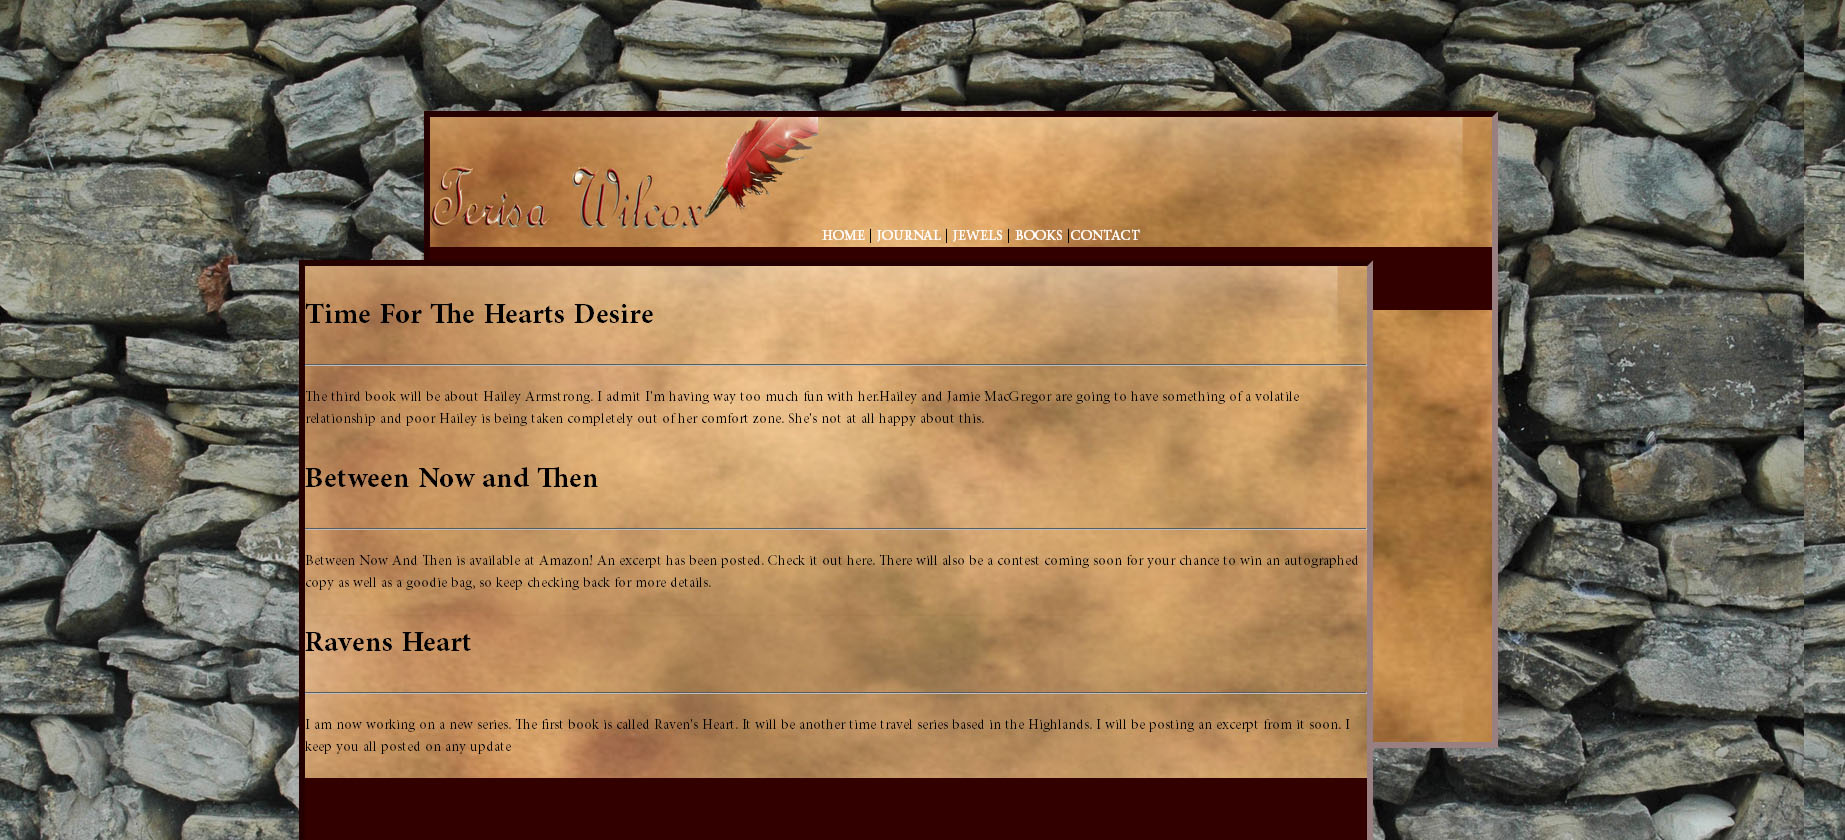 Terisa Wilcox
HOME | JOURNAL | JEWELS | BOOKS |CONTACT
Time For The Hearts Desire
The third book will be about Hailey Armstrong. I admit I'm having way too much fun with her.Hailey and Jamie MacGregor are going to have something of a volatile
relationship and poor Hailey is being taken completely out of her comfort zone. She's not at all happy about this.
Between Now and Then
Between Now And Then is available at Amazon! An excerpt has been posted. Check it out here. There will also be a contest coming soon for your chance to win an autographed
copy as well as a goodie bag, so keep checking back for more details.
Ravens Heart
I am now working on a new series. The first book is called Raven's Heart. It will be another time travel series based in the Highlands. I will be posting an excerpt from it soon. I
keep you all posted on any update